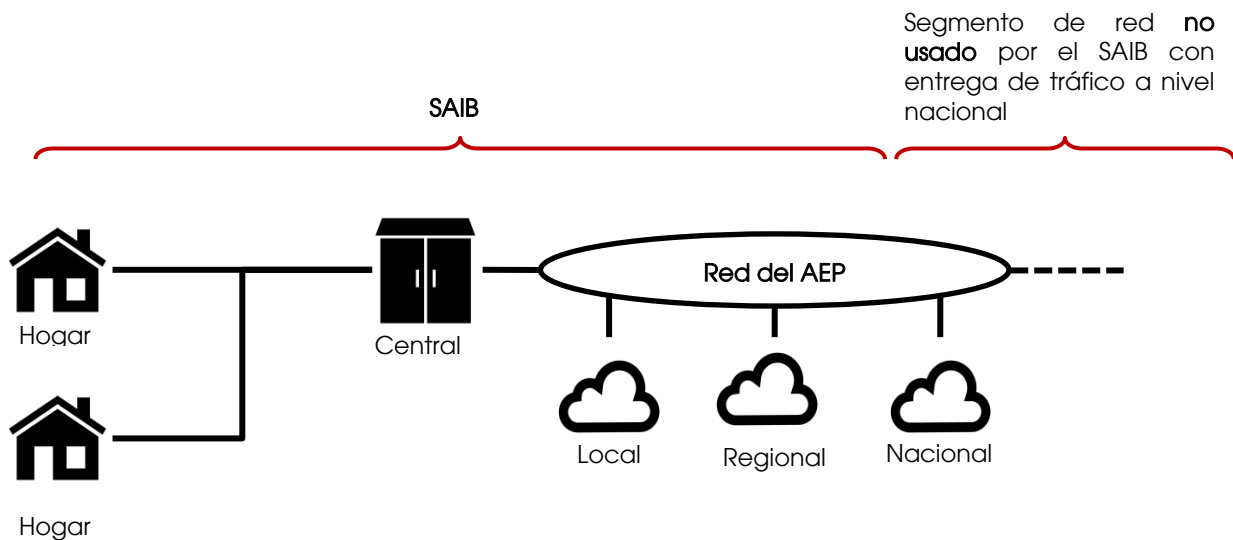 Segmento de red no
usado por el SAIB con
entrega de tráfico a nivel
nacional
SAIB
Red del AEP
Hogar
Central
Local
Regional
Nacional
Hogar